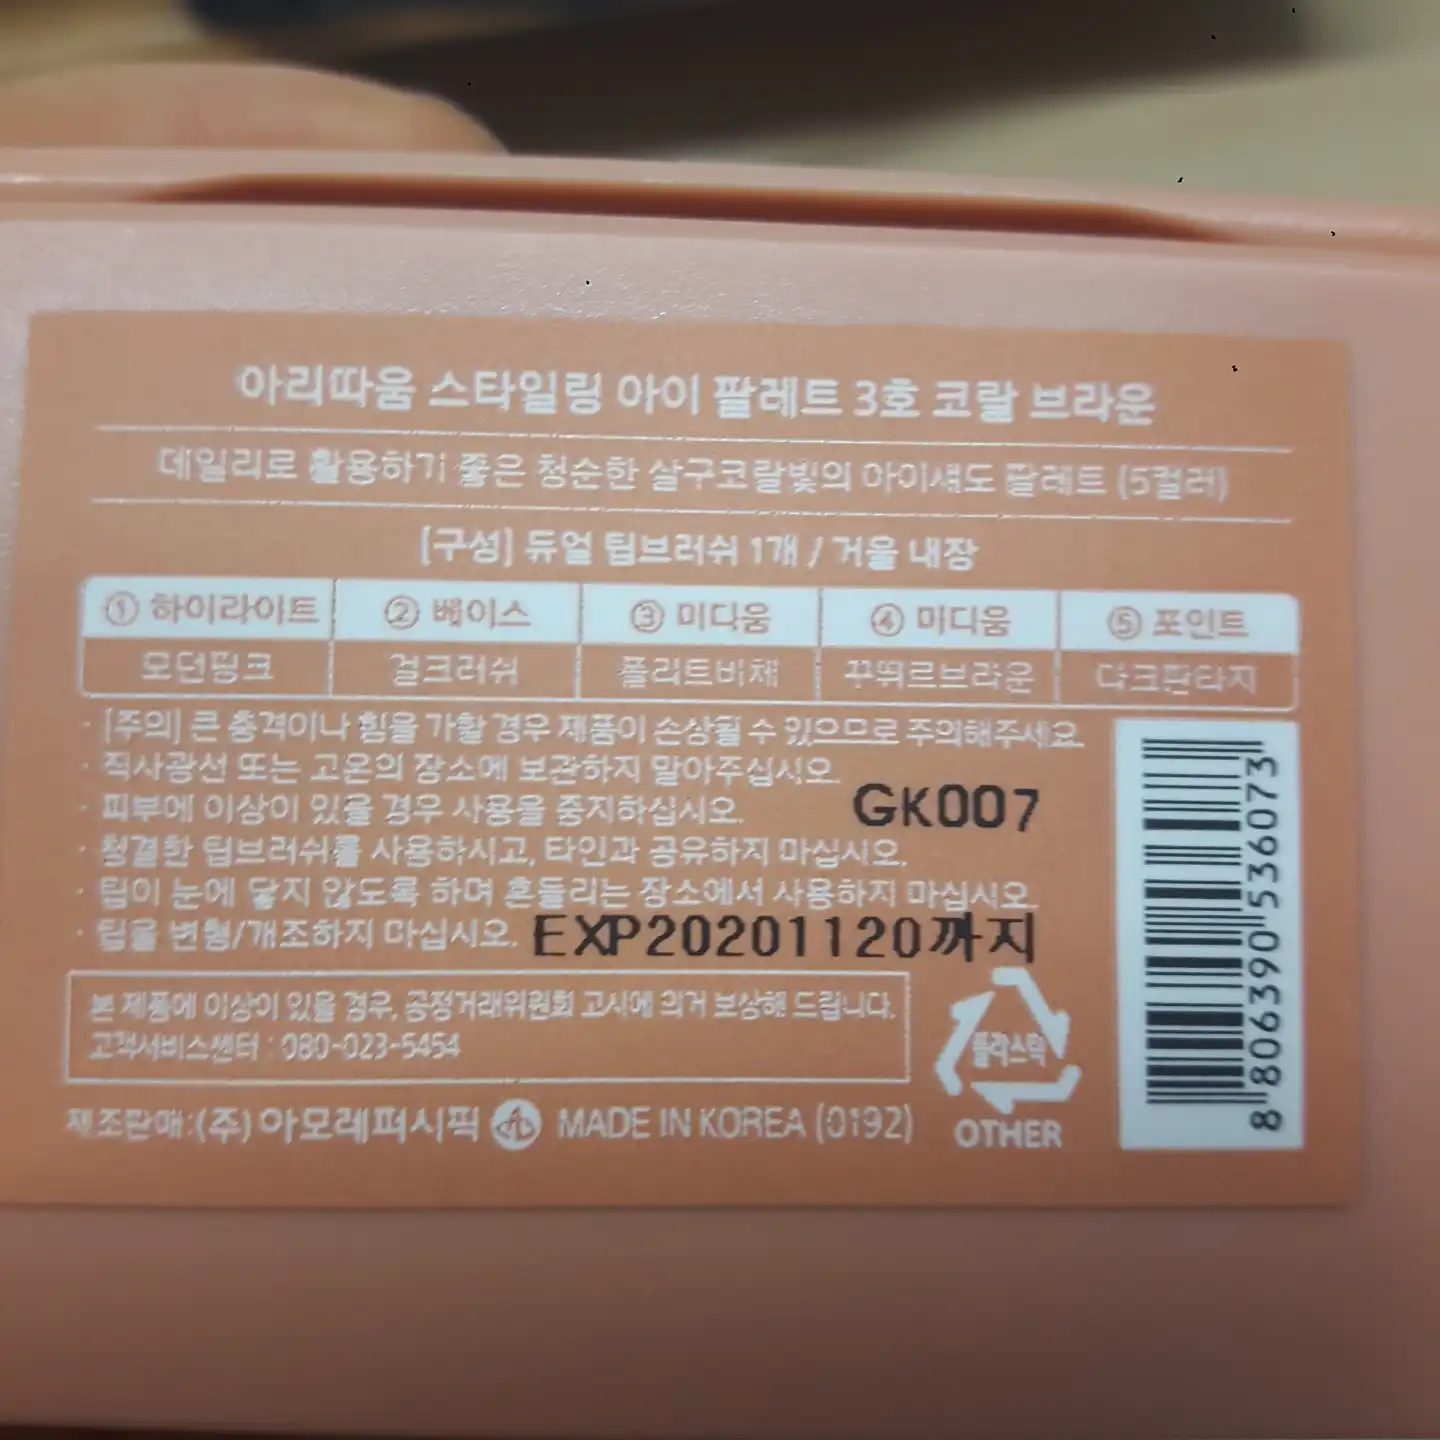 아리따움 스타일링 아이 팔레트 3호 코랄 브라운
데일리로 활용하기 좋은 청순한 살구코랄빛의 아이섀도 팔레트 (5컬러)
[구성] 듀얼 팁브러쉬 1개 / 거울 내장
① 하이라이트 ② 베이스 ③ 미디움 ④ 미디움 ⑤ 포인트
모던핑크 걸크러쉬 플리트비체 꾸뛰르브라운 다크판타지
· [주의] 큰 충격이나 힘을 가할 경우 제품이 손상될 수 있으므로 주의해주세요.
· 직사광선 또는 고온의 장소에 보관하지 말아주십시오.
· 피부에 이상이 있을 경우 사용을 중지하십시오.
GK007
· 청결한 팁브러쉬를 사용하시고, 타인과 공유하지 마십시오.
· 팁이 눈에 닿지 않도록 하며 흔들리는 장소에서 사용하지 마십시오.
· 팁을 변형/개조하지 마십시오.
EXP20201120까지
본 제품에 이상이 있을 경우, 공정거래위원회 고시에 의거 보상해 드립니다.
고객서비스센터 : 080-023-5454
제조판매:(주)아모레퍼시픽 MADE IN KOREA (0192)
플라스틱
OTHER
8 806390 536073